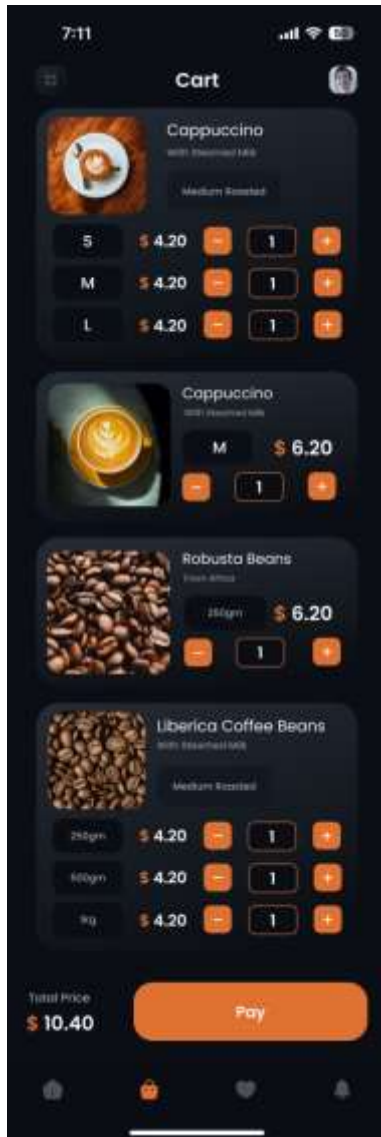 7:11
Cart
Cappuccino
With Steamed Milk
Medium Roasted
S $ 4.20 - 1 +
M $ 4.20 - 1 +
L $ 4.20 - 1 +
Cappuccino
With Steamed Milk
M $ 6.20
- 1 +
Robusta Beans
From Africa
250gm $ 6.20
- 1 +
Liberica Coffee Beans
With Steamed Milk
Medium Roasted
250gm $ 4.20 - 1 +
500gm $ 4.20 - 1 +
1kg $ 4.20 - 1 +
Total Price
$ 10.40
Pay